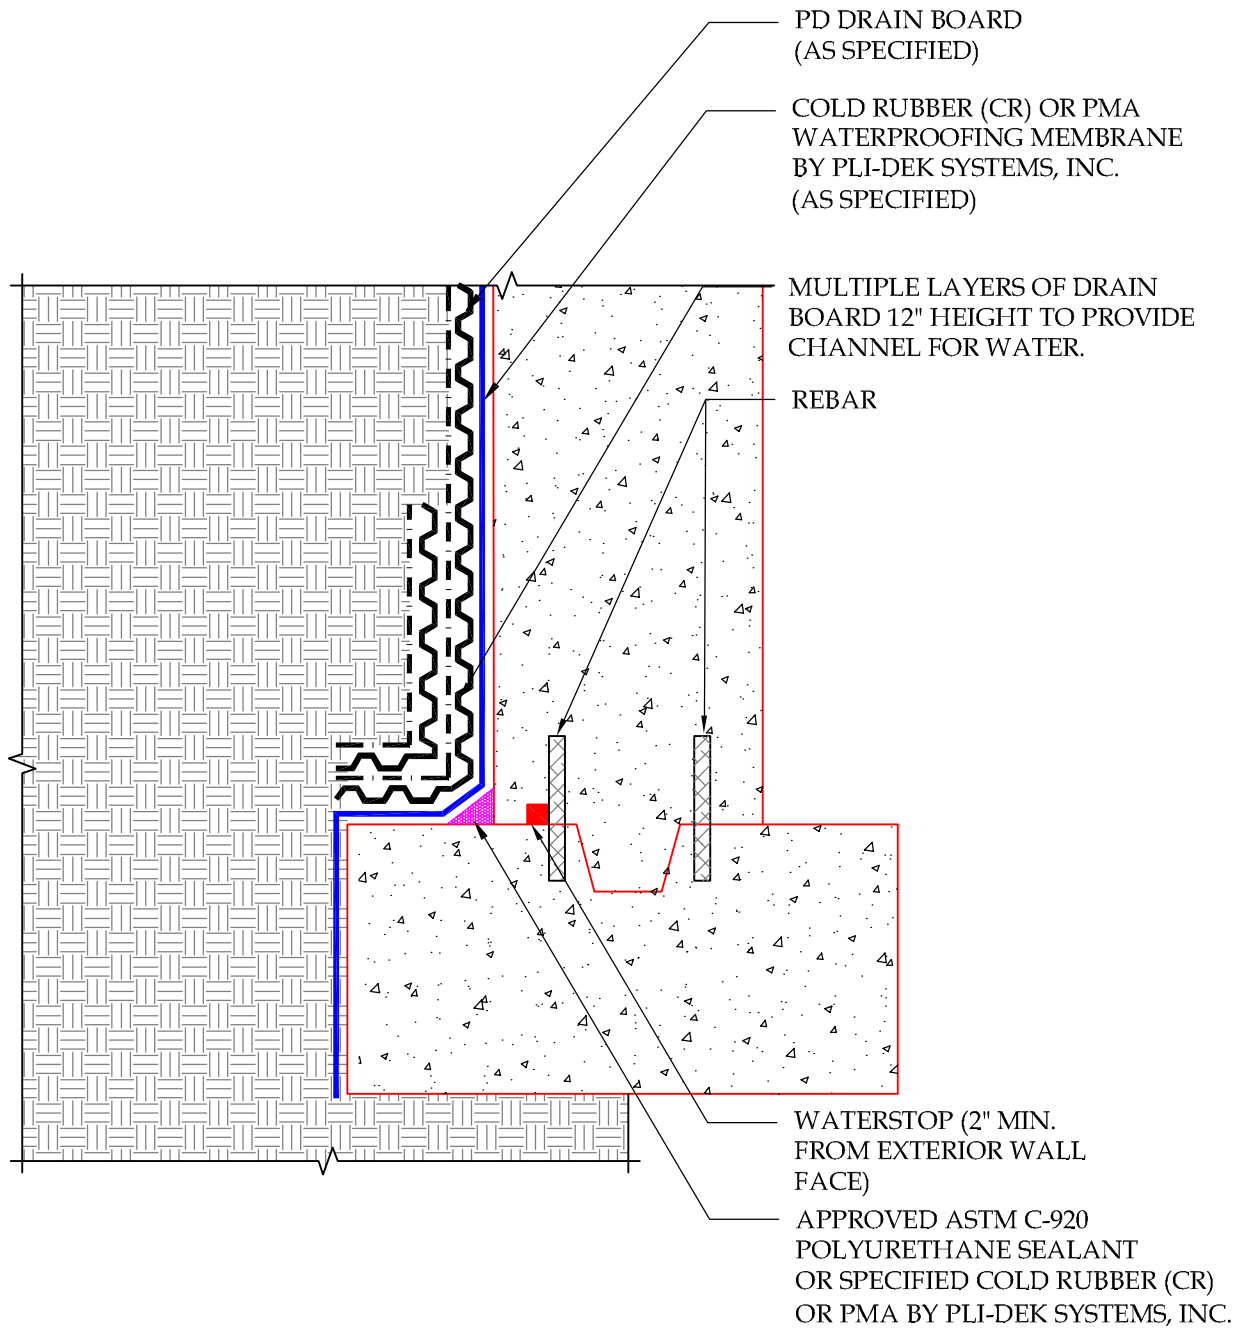 PD DRAIN BOARD
(AS SPECIFIED)
COLD RUBBER (CR) OR PMA
WATERPROOFING MEMBRANE
BY PLI-DEK SYSTEMS, INC.
(AS SPECIFIED)
MULTIPLE LAYERS OF DRAIN
BOARD 12" HEIGHT TO PROVIDE
CHANNEL FOR WATER.
REBAR
WATERSTOP (2" MIN.
FROM EXTERIOR WALL
FACE)
APPROVED ASTM C-920
POLYURETHANE SEALANT
OR SPECIFIED COLD RUBBER (CR)
OR PMA BY PLI-DEK SYSTEMS, INC.